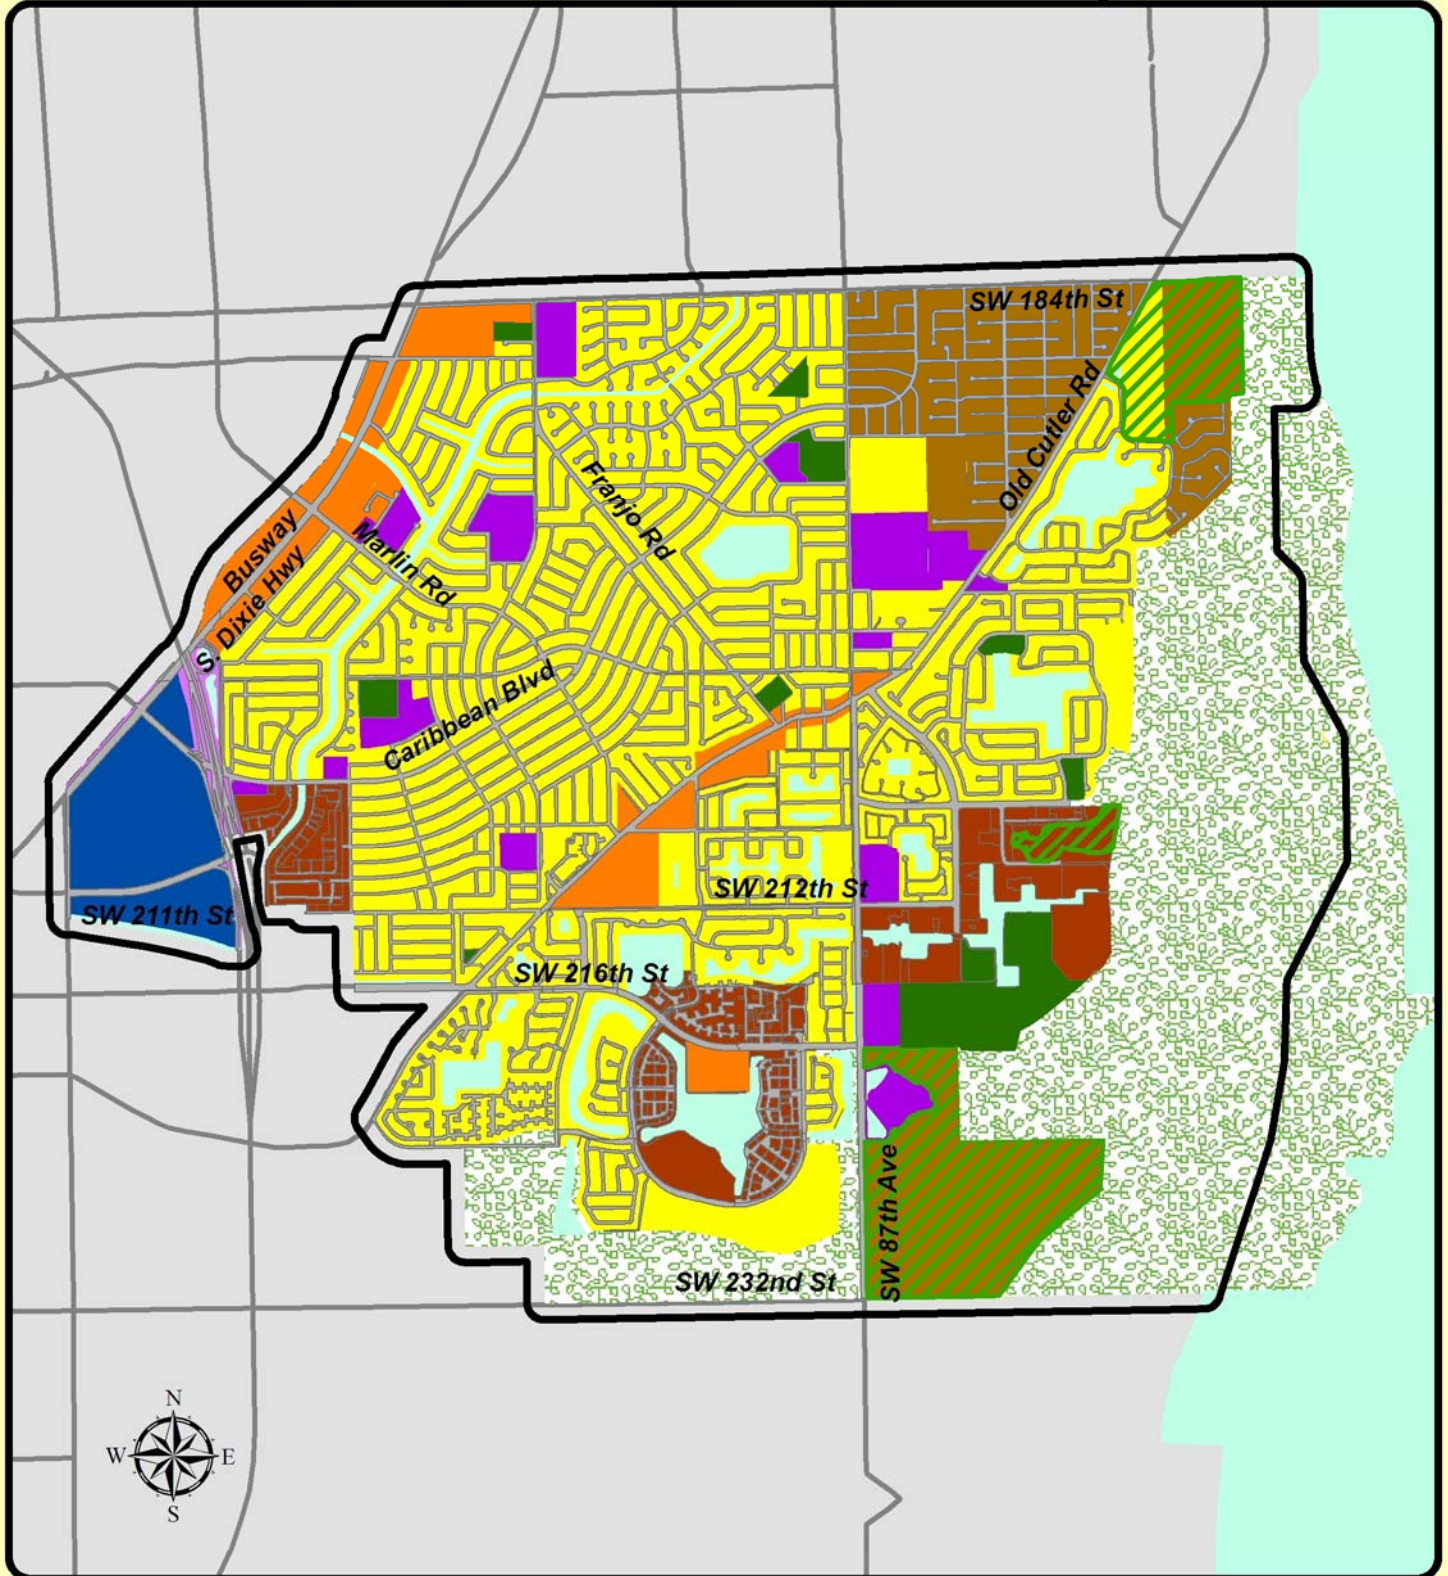 SW 184th St
Old Cutler Rd
Franjo Rd
Busway
Marlin Rd
S. Dixie Hwy
Caribbean Blvd
SW 212th St
SW 211th St
SW 216th St
SW 87th Ave
SW 232nd St
N
W
E
S